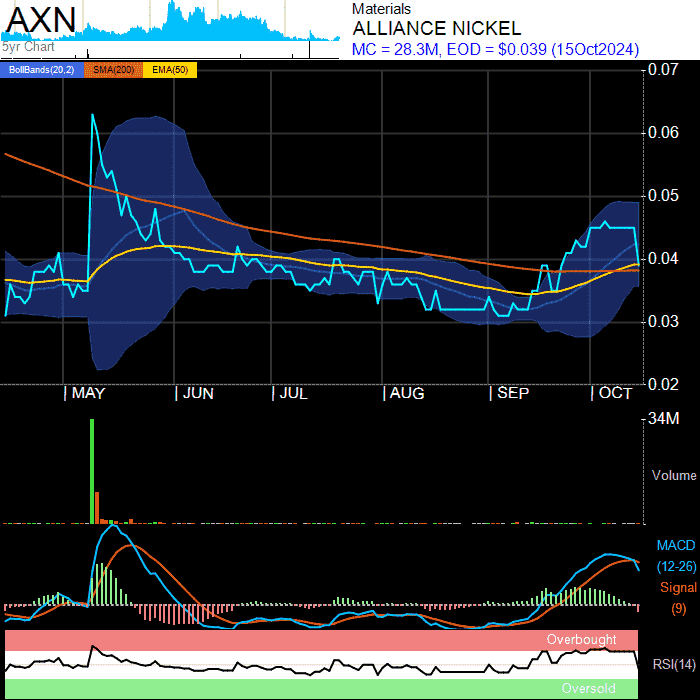 AXN
5yr Chart
Materials
ALLIANCE NICKEL
MC = 28.3M, EOD = $0.039 (15Oct2024)
BollBands(20,2) SMA(200) EMA(50)
0.07
0.06
0.05
0.04
0.03
0.02
MAY JUN JUL AUG SEP OCT
34M
Volume
MACD
(12-26)
Signal
(9)
Overbought
RSI(14)
Oversold